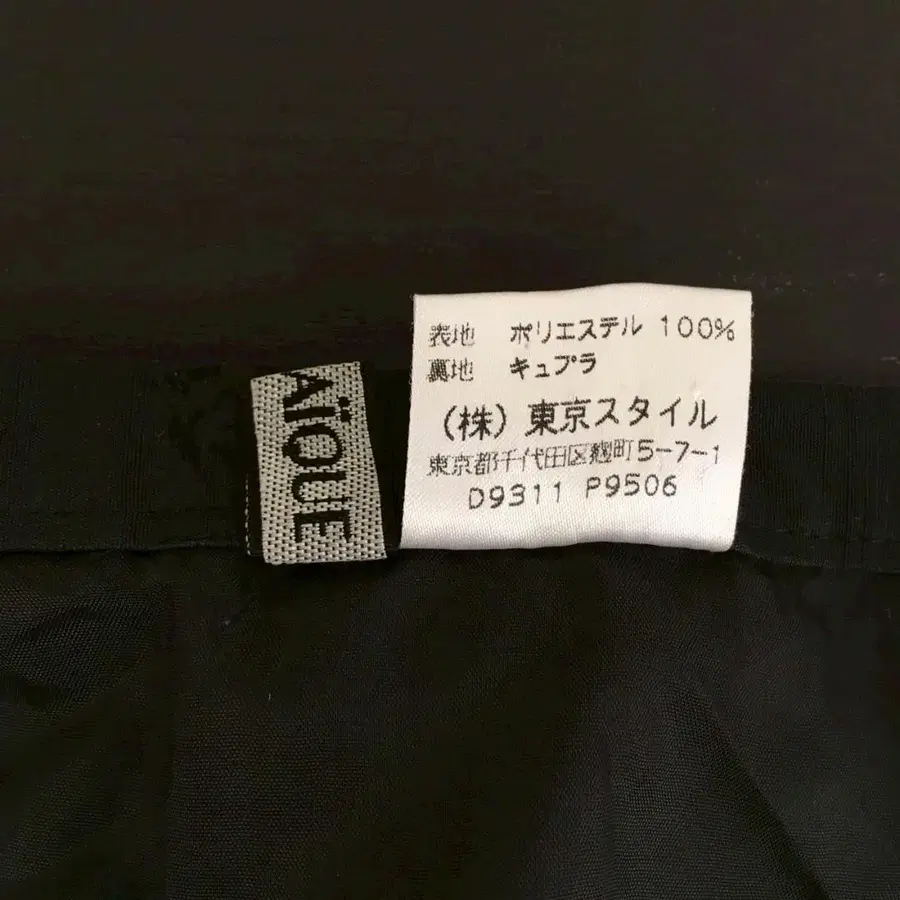 AÏQUE
表地 ポリエステル 100%
裏地 キュプラ
(株) 東京スタイル
東京都千代田区麹町5-7-1
D9311 P9506